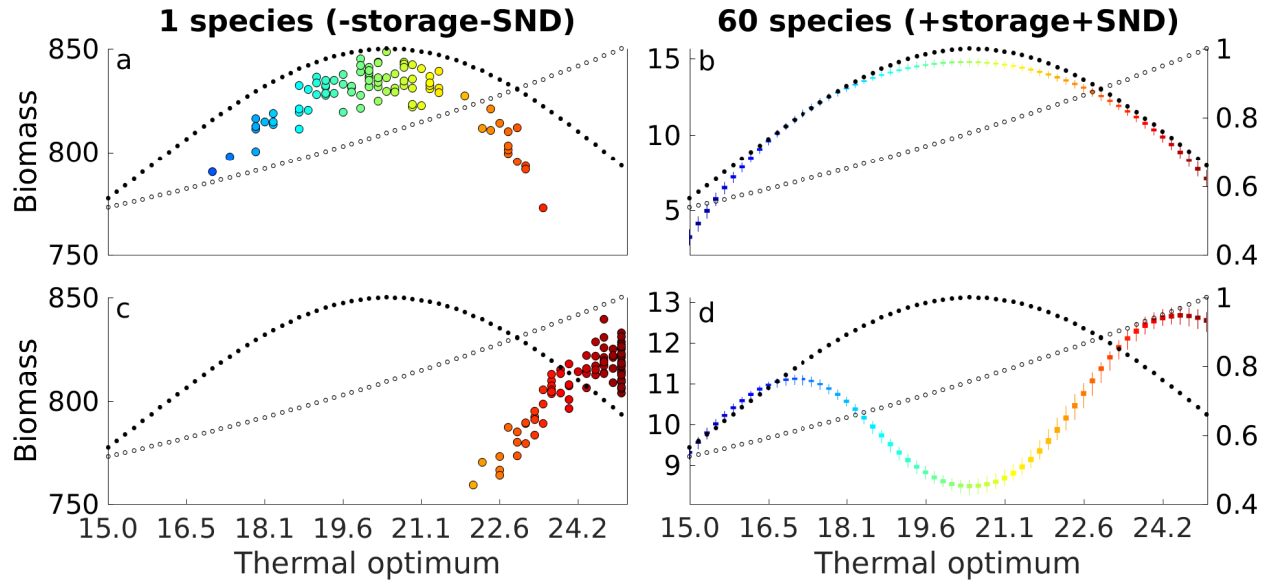 1 species (-storage-SND)
60 species (+storage+SND)
a
850
800
750
Biomass
b
15
10
5
1
0.8
0.6
0.4
c
850
800
750
Biomass
15.0 16.5 18.1 19.6 21.1 22.6 24.2
Thermal optimum
d
13
12
11
10
9
1
0.8
0.6
0.4
15.0 16.5 18.1 19.6 21.1 22.6 24.2
Thermal optimum